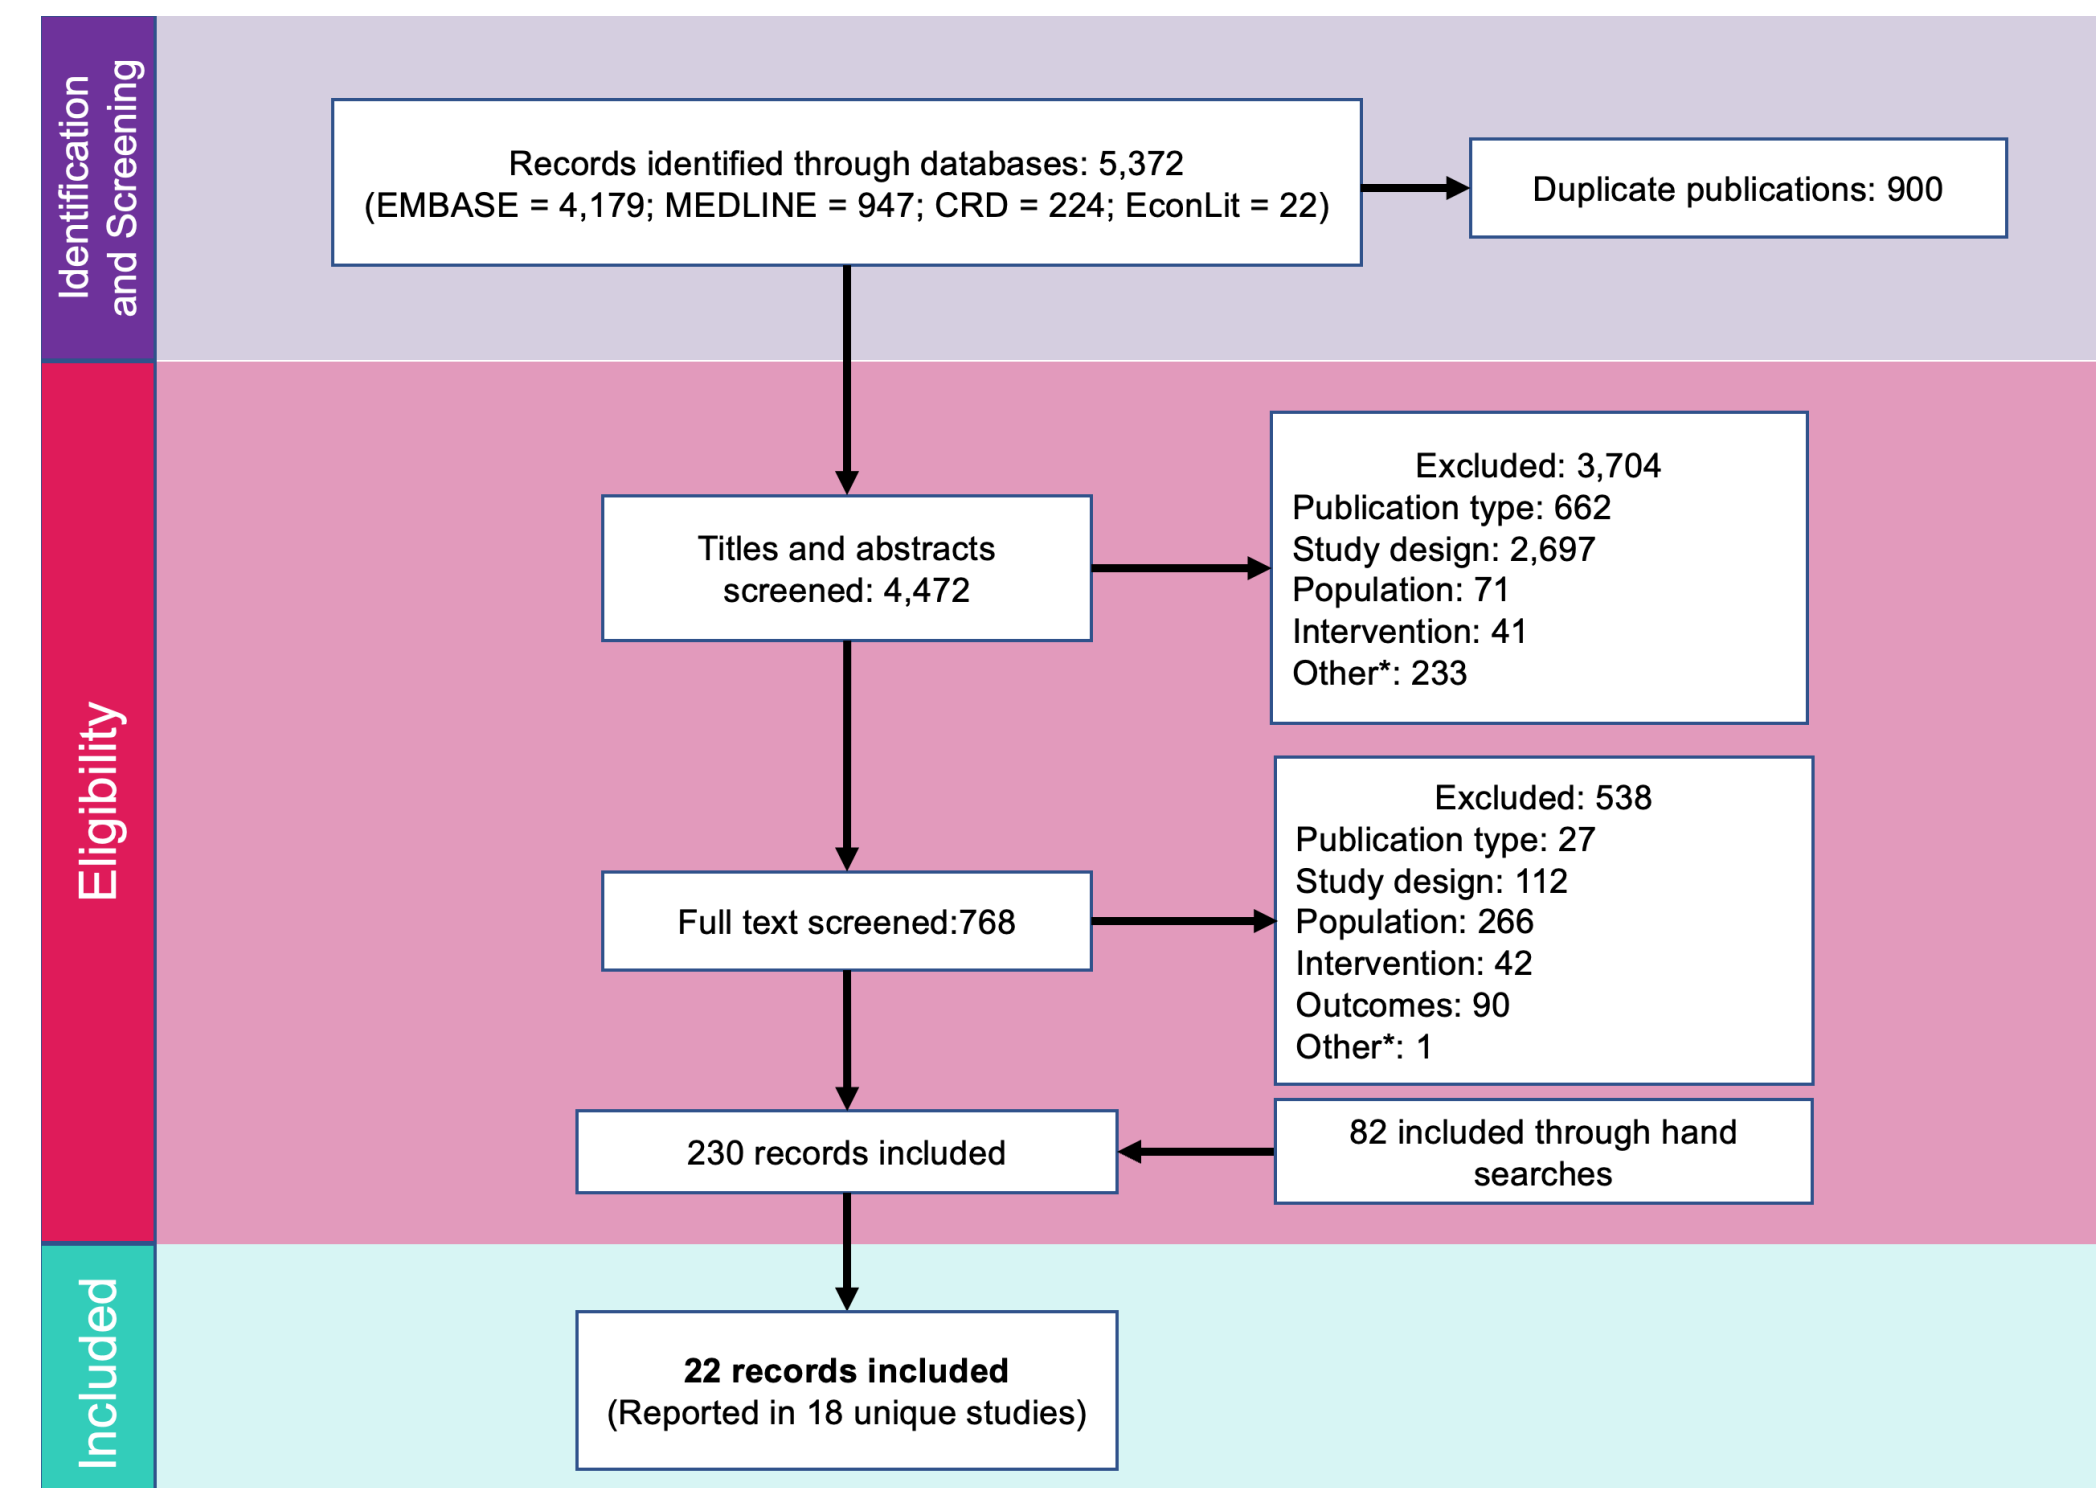 Identification
and Screening
Records identified through databases: 5,372
(EMBASE = 4,179; MEDLINE = 947; CRD = 224; EconLit = 22)
Duplicate publications: 900
Eligibility
Titles and abstracts
screened: 4,472
Excluded: 3,704
Publication type: 662
Study design: 2,697
Population: 71
Intervention: 41
Other*: 233
Full text screened:768
Excluded: 538
Publication type: 27
Study design: 112
Population: 266
Intervention: 42
Outcomes: 90
Other*: 1
230 records included
82 included through hand
searches
Included
22 records included
(Reported in 18 unique studies)